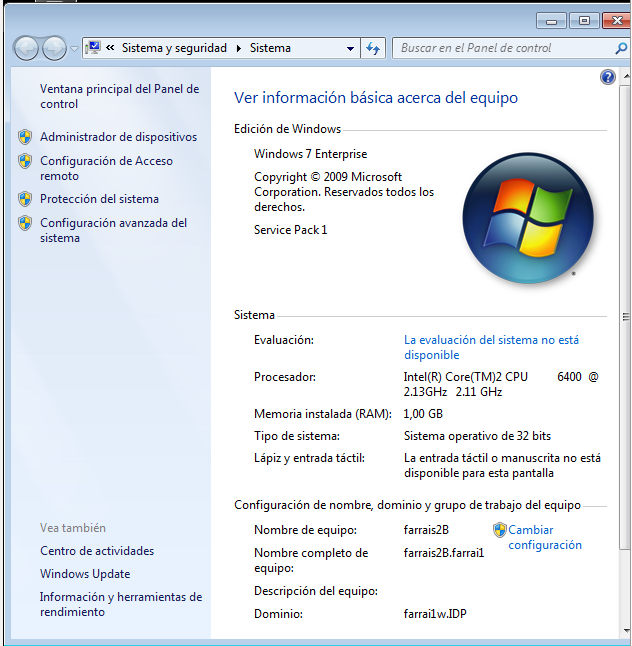 Sistema y seguridad
Sistema
Buscar en el Panel de control
Ventana principal del Panel de
control
Administrador de dispositivos
Configuración de Acceso
remoto
Protección del sistema
Configuración avanzada del
sistema
Ver información básica acerca del equipo
Edición de Windows
Windows 7 Enterprise
Copyright © 2009 Microsoft
Corporation. Reservados todos los
derechos.
Service Pack 1
Sistema
Evaluación: La evaluación del sistema no está
disponible
Procesador: Intel(R) Core(TM)2 CPU 6400 @
2.13GHz 2.11 GHz
Memoria instalada (RAM): 1,00 GB
Tipo de sistema: Sistema operativo de 32 bits
Lápiz y entrada táctil: La entrada táctil o manuscrita no está
disponible para esta pantalla
Configuración de nombre, dominio y grupo de trabajo del equipo
Nombre de equipo: farrais2B Cambiar
configuración
Nombre completo de farrais2B.farrai1
equipo:
Descripción del equipo:
Dominio: farrai1w.IDP
Vea también
Centro de actividades
Windows Update
Información y herramientas de
rendimiento